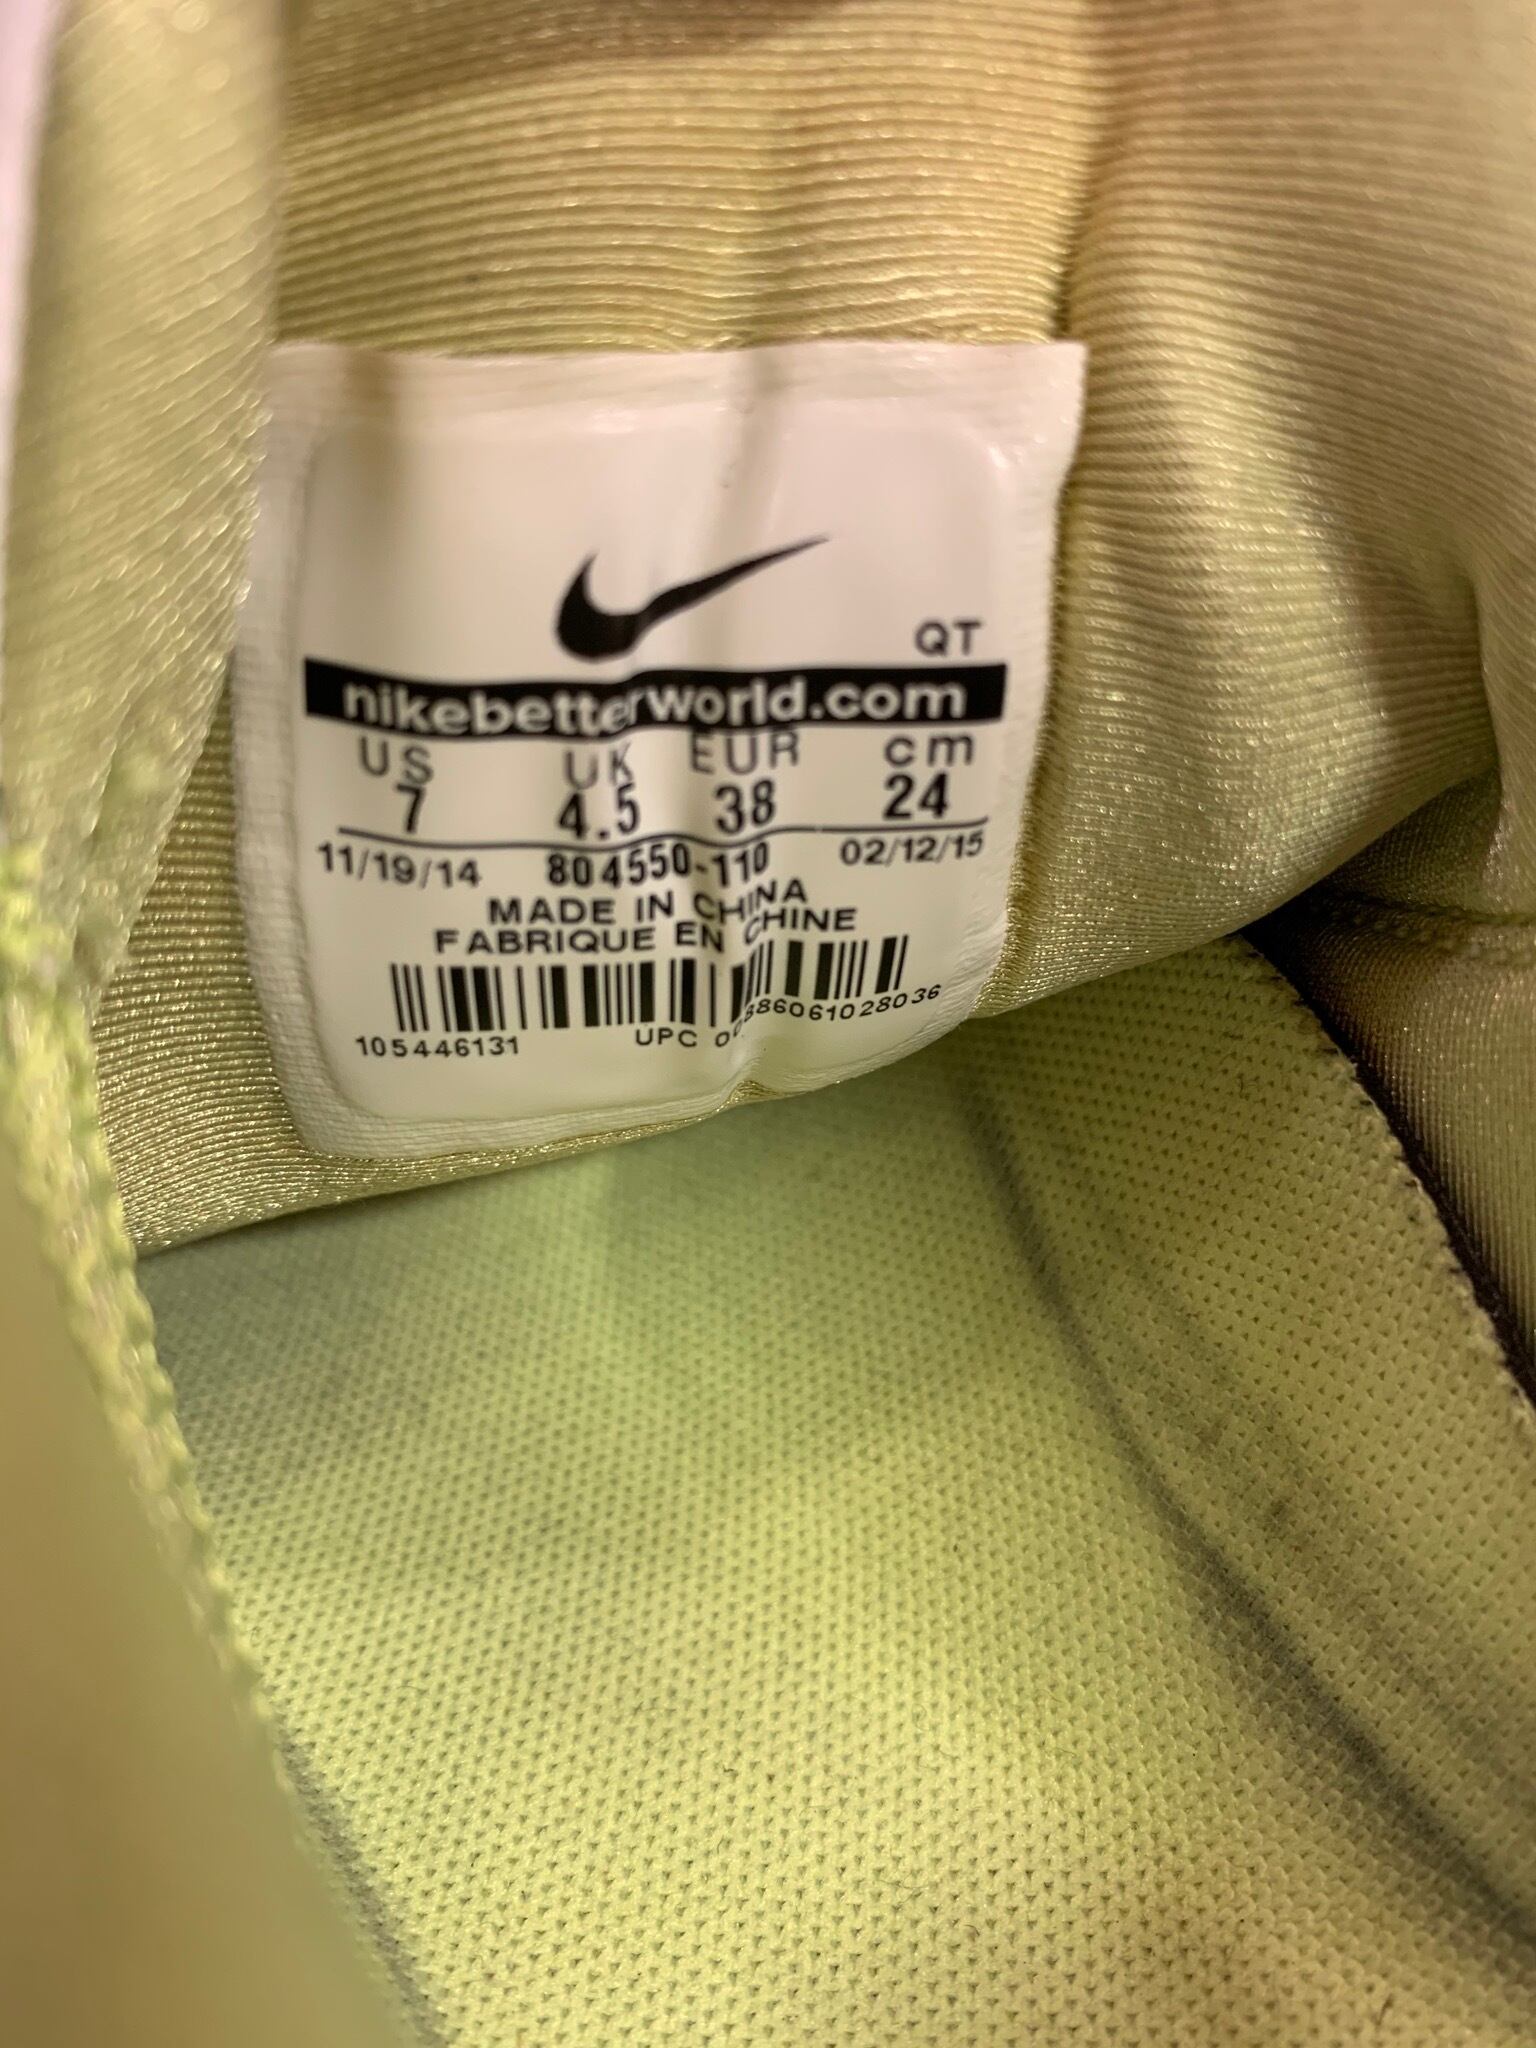 QT
nikebetterworld.com
US UK EUR cm
7 4.5 38 24
11/19/14 804550-110 02/12/15
MADE IN CHINA
FABRIQUE EN CHINE
105446131 UPC